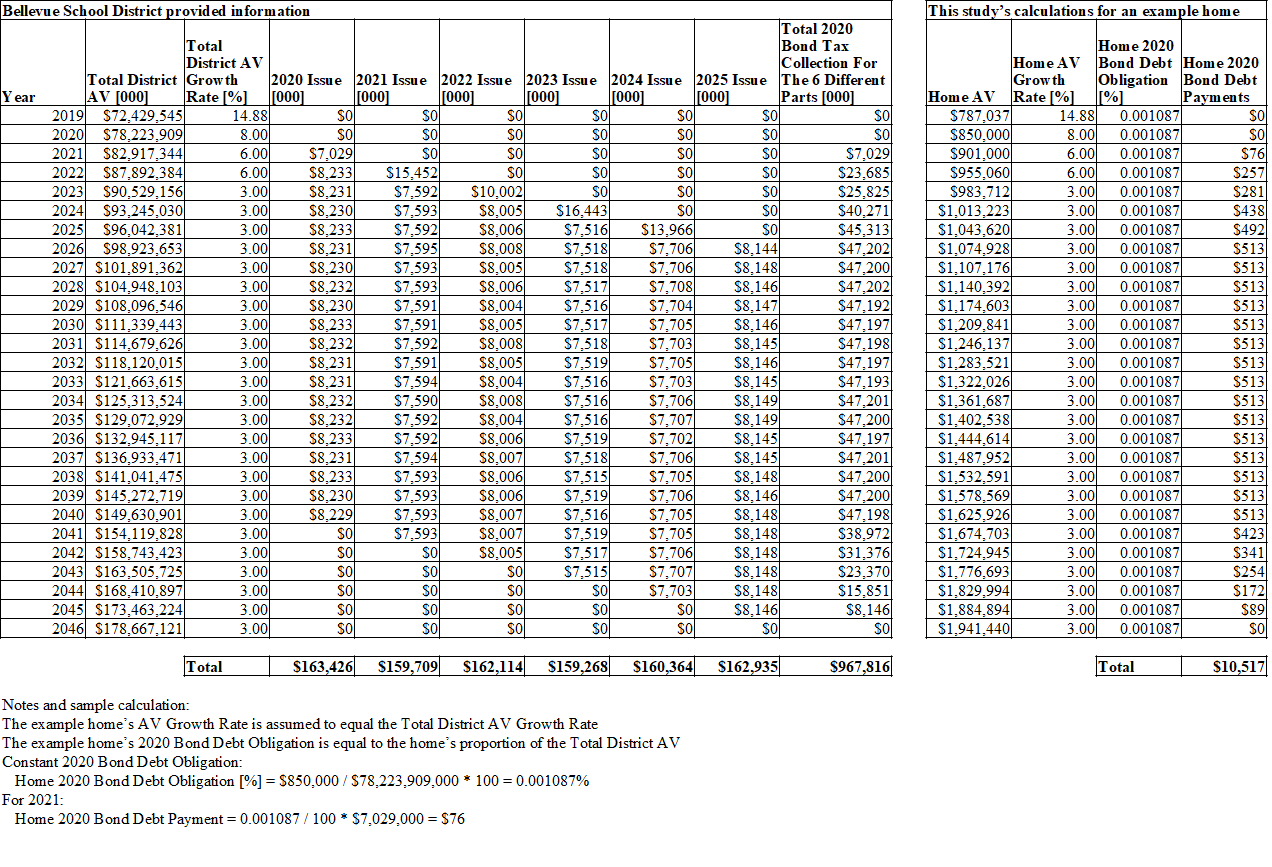 Bellevue School District provided information This study's calculations for an example home
Total 2020
Total Bond Tax Home 2020
District AV Collection For Home AV Bond Debt Home 2020
Total District Growth 2020 Issue 2021 Issue 2022 Issue 2023 Issue 2024 Issue 2025 Issue The 6 Different Growth Obligation Bond Debt
Year AV [000] Rate [%] [000] [000] [000] [000] [000] [000] Parts [000] Home AV Rate [%] [%] Payments
2019 $72,429,545 14.88 $0 $0 $0 $0 $0 $0 $0 $787,037 14.88 0.001087 $0
2020 $78,223,909 8.00 $0 $0 $0 $0 $0 $0 $0 $850,000 8.00 0.001087 $0
2021 $82,917,344 6.00 $7,029 $0 $0 $0 $0 $0 $7,029 $901,000 6.00 0.001087 $76
2022 $87,892,384 6.00 $8,233 $15,452 $0 $0 $0 $0 $23,685 $955,060 6.00 0.001087 $257
2023 $90,529,156 3.00 $8,231 $7,592 $10,002 $0 $0 $0 $25,825 $983,712 3.00 0.001087 $281
2024 $93,245,030 3.00 $8,230 $7,593 $8,005 $16,443 $0 $0 $40,271 $1,013,223 3.00 0.001087 $438
2025 $96,042,381 3.00 $8,233 $7,592 $8,006 $7,516 $13,966 $0 $45,313 $1,043,620 3.00 0.001087 $492
2026 $98,923,653 3.00 $8,231 $7,595 $8,008 $7,518 $7,706 $8,144 $47,202 $1,074,928 3.00 0.001087 $513
2027 $101,891,362 3.00 $8,230 $7,593 $8,005 $7,518 $7,706 $8,148 $47,200 $1,107,176 3.00 0.001087 $513
2028 $104,948,103 3.00 $8,232 $7,593 $8,006 $7,517 $7,708 $8,146 $47,202 $1,140,392 3.00 0.001087 $513
2029 $108,096,546 3.00 $8,230 $7,591 $8,004 $7,516 $7,704 $8,147 $47,192 $1,174,603 3.00 0.001087 $513
2030 $111,339,443 3.00 $8,233 $7,591 $8,005 $7,517 $7,705 $8,146 $47,197 $1,209,841 3.00 0.001087 $513
2031 $114,679,626 3.00 $8,232 $7,592 $8,008 $7,518 $7,703 $8,145 $47,198 $1,246,137 3.00 0.001087 $513
2032 $118,120,015 3.00 $8,231 $7,591 $8,005 $7,519 $7,705 $8,146 $47,197 $1,283,521 3.00 0.001087 $513
2033 $121,663,615 3.00 $8,231 $7,594 $8,004 $7,516 $7,703 $8,145 $47,193 $1,322,026 3.00 0.001087 $513
2034 $125,313,524 3.00 $8,232 $7,590 $8,008 $7,516 $7,706 $8,149 $47,201 $1,361,687 3.00 0.001087 $513
2035 $129,072,929 3.00 $8,232 $7,592 $8,004 $7,516 $7,707 $8,149 $47,200 $1,402,538 3.00 0.001087 $513
2036 $132,945,117 3.00 $8,233 $7,592 $8,006 $7,519 $7,702 $8,145 $47,197 $1,444,614 3.00 0.001087 $513
2037 $136,933,471 3.00 $8,231 $7,594 $8,007 $7,518 $7,706 $8,145 $47,201 $1,487,952 3.00 0.001087 $513
2038 $141,041,475 3.00 $8,233 $7,593 $8,006 $7,515 $7,705 $8,148 $47,200 $1,532,591 3.00 0.001087 $513
2039 $145,272,719 3.00 $8,230 $7,593 $8,006 $7,519 $7,706 $8,146 $47,200 $1,578,569 3.00 0.001087 $513
2040 $149,630,901 3.00 $8,229 $7,593 $8,007 $7,516 $7,705 $8,148 $47,198 $1,625,926 3.00 0.001087 $513
2041 $154,119,828 3.00 $0 $7,593 $8,007 $7,519 $7,705 $8,148 $38,972 $1,674,703 3.00 0.001087 $423
2042 $158,743,423 3.00 $0 $0 $8,005 $7,517 $7,706 $8,148 $31,376 $1,724,945 3.00 0.001087 $341
2043 $163,505,725 3.00 $0 $0 $0 $7,515 $7,707 $8,148 $23,370 $1,776,693 3.00 0.001087 $254
2044 $168,410,897 3.00 $0 $0 $0 $0 $7,703 $8,148 $15,851 $1,829,994 3.00 0.001087 $172
2045 $173,463,224 3.00 $0 $0 $0 $0 $0 $8,146 $8,146 $1,884,894 3.00 0.001087 $89
2046 $178,667,121 3.00 $0 $0 $0 $0 $0 $0 $0 $1,941,440 3.00 0.001087 $0
Total $163,426 $159,709 $162,114 $159,268 $160,364 $162,935 $967,816 Total $10,517
Notes and sample calculation:
The example home's AV Growth Rate is assumed to equal the Total District AV Growth Rate
The example home's 2020 Bond Debt Obligation is equal to the home's proportion of the Total District AV
Constant 2020 Bond Debt Obligation:
Home 2020 Bond Debt Obligation [%] = $850,000 / $78,223,909,000 * 100 = 0.001087%
For 2021:
Home 2020 Bond Debt Payment = 0.001087 / 100 * $7,029,000 = $76